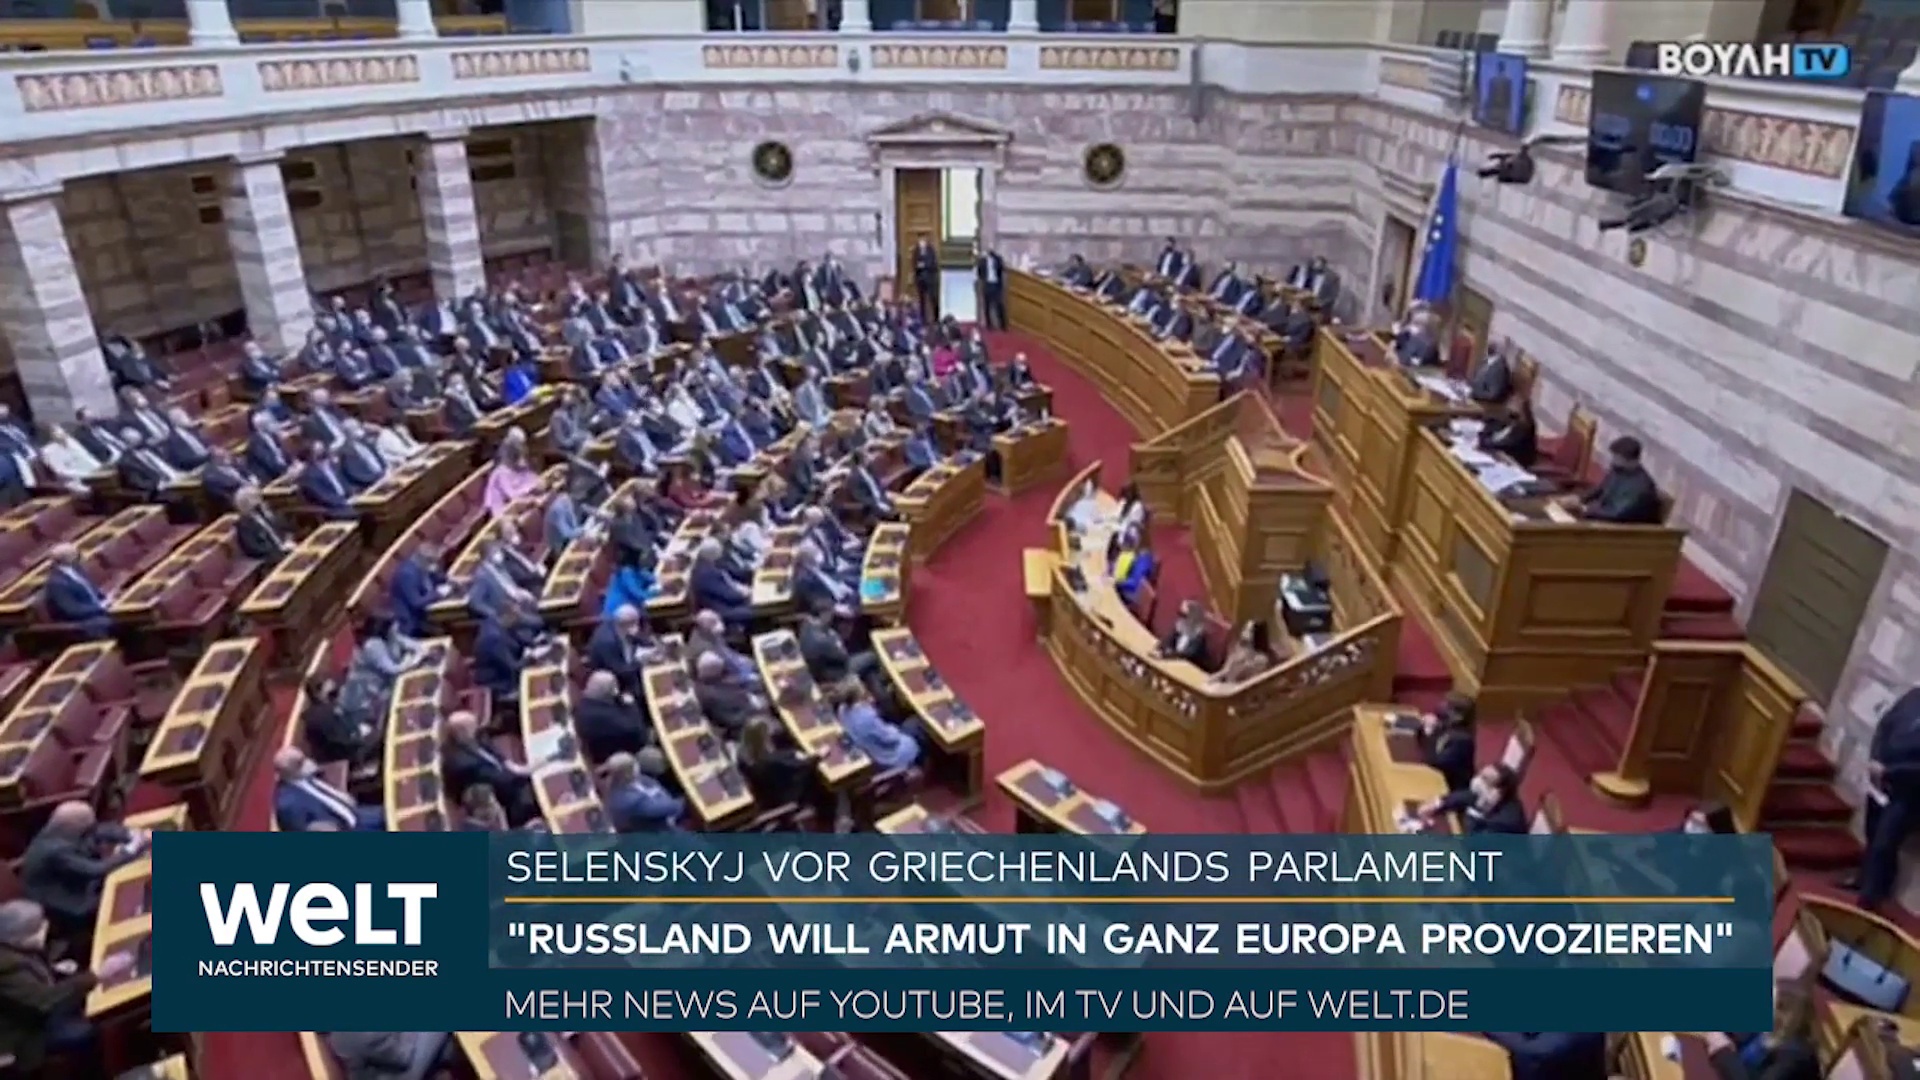 ΒΟΥΛΗ TV
SELENSKYJ VOR GRIECHENLANDS PARLAMENT
"RUSSLAND WILL ARMUT IN GANZ EUROPA PROVOZIEREN"
MEHR NEWS AUF YOUTUBE, IM TV UND AUF WELT.DE
WELT
NACHRICHTENSENDER